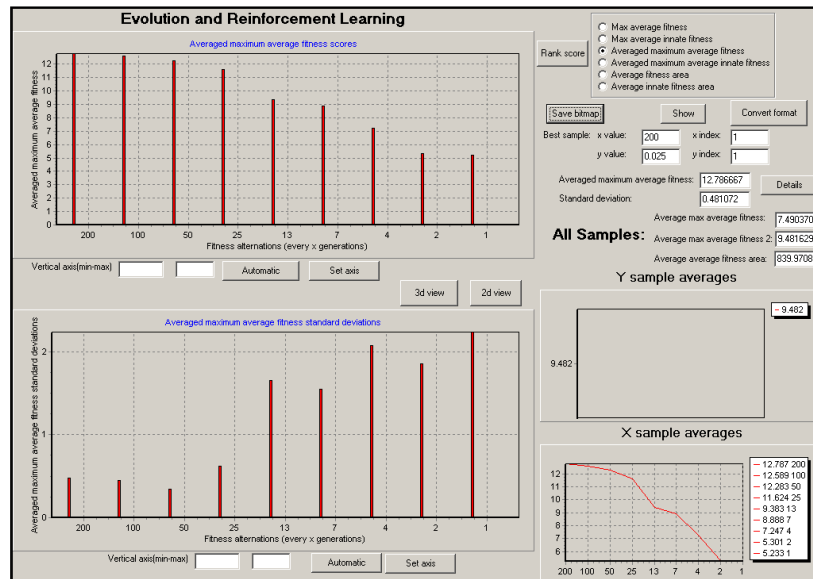 Evolution and Reinforcement Learning
Averaged maximum average fitness scores
Averaged maximum average fitness
12
11
10
9
8
7
6
5
4
3
2
1
0
200 100 50 25 13 7 4 2 1
Fitness alternations (every x generations)
Vertical axis(min-max) Automatic Set axis
3d view 2d view
Averaged maximum average fitness standard deviations
Averaged maximum average fitness standard deviations
2
1
0
200 100 50 25 13 7 4 2 1
Fitness alternations (every x generations)
Vertical axis(min-max) Automatic Set axis
Rank score
Max average fitness
Max average innate fitness
Averaged maximum average fitness
Averaged maximum average innate fitness
Average fitness area
Average innate fitness area
Save bitmap Show Convert format
Best sample: x value: 200 x index: 1
y value: 0.025 y index: 1
Averaged maximum average fitness: 12.786667
Standard deviation: 0.481072
Details
All Samples:
Average max average fitness: 7.490370
Average max average fitness 2: 9.481629
Average average fitness area: 839.9708
Y sample averages
9.482
9.482
X sample averages
12
11
10
9
8
7
6
200 100 50 25 13 7 4 2 1
12.787 200
12.589 100
12.283 50
11.624 25
9.383 13
8.888 7
7.247 4
5.301 2
5.233 1